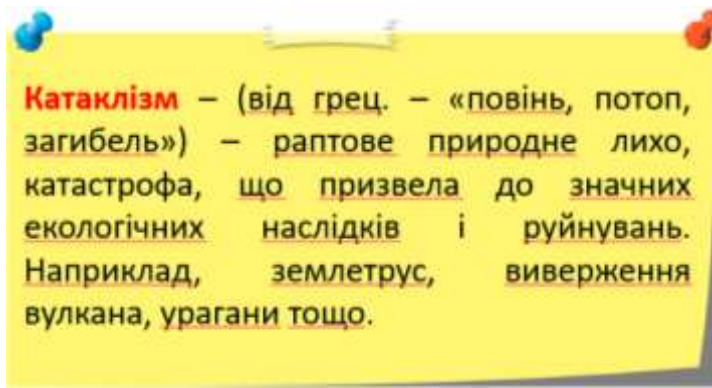 Катаклізм – (від грец. – «повінь, потоп,
загибель») – раптове природне лихо,
катастрофа, що призвела до значних
екологічних наслідків і руйнувань.
Наприклад, землетрус, виверження
вулкана, урагани тощо.